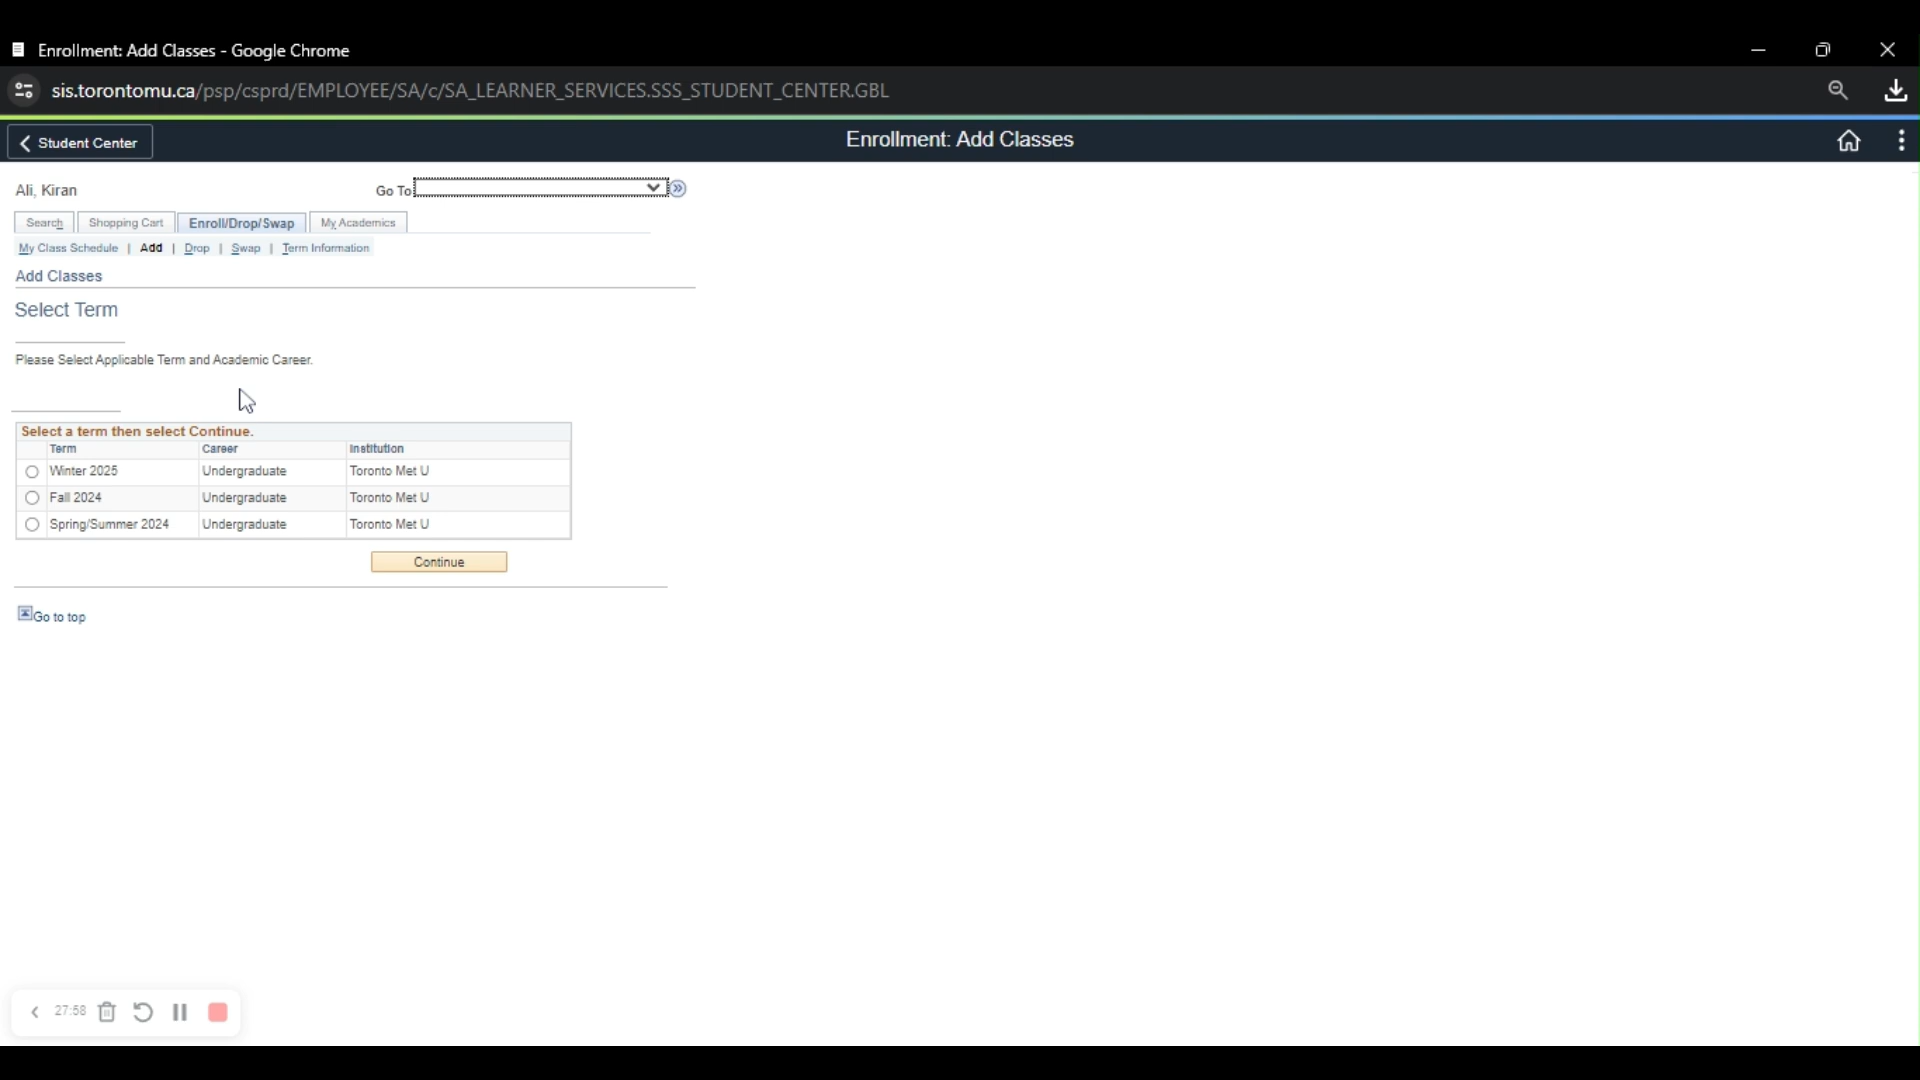 Enrollment: Add Classes - Google Chrome
sis.torontomu.ca/psp/csprd/EMPLOYEE/SA/c/SA_LEARNER_SERVICES.SSS_STUDENT_CENTER.GBL
Student Center
Enrollment: Add Classes
Ali, Kiran
Go To
Search
Shopping Cart
Enroll/Drop/Swap
My Academics
My Class Schedule | Add | Drop | Swap | Term Information
Add Classes
Select Term
Please Select Applicable Term and Academic Career.
Select a term then select Continue.
Term Career Institution
Winter 2025 Undergraduate Toronto Met U
Fall 2024 Undergraduate Toronto Met U
Spring/Summer 2024 Undergraduate Toronto Met U
Continue
Go to top
27:58